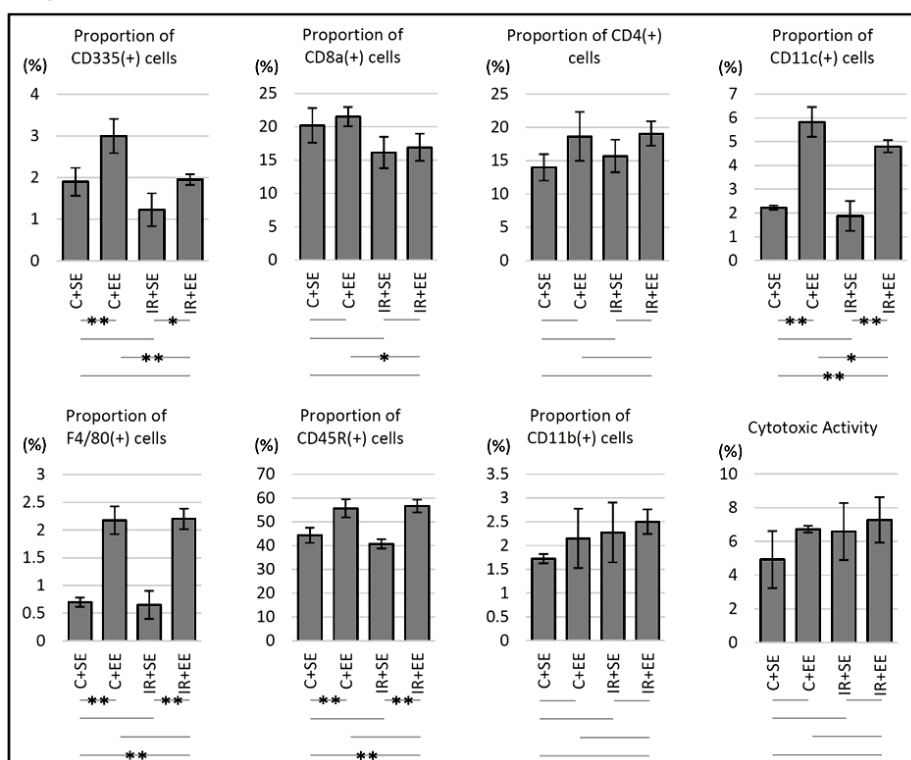 Proportion of
CD335(+) cells
(%)
4
3
2
1
0
C+SE
C+EE
IR+SE
IR+EE
** *
**
Proportion of
CD8a(+) cells
(%)
25
20
15
10
5
0
C+SE
C+EE
IR+SE
IR+EE
*
Proportion of CD4(+)
cells
(%)
25
20
15
10
5
0
C+SE
C+EE
IR+SE
IR+EE
Proportion of
CD11c(+) cells
(%)
7
6
5
4
3
2
1
0
C+SE
C+EE
IR+SE
IR+EE
** **
*
**
Proportion of
F4/80(+) cells
(%)
3
2.5
2
1.5
1
0.5
0
C+SE
C+EE
IR+SE
IR+EE
** **
**
Proportion of
CD45R(+) cells
(%)
70
60
50
40
30
20
10
0
C+SE
C+EE
IR+SE
IR+EE
** **
**
Proportion of
CD11b(+) cells
(%)
3.5
3
2.5
2
1.5
1
0.5
0
C+SE
C+EE
IR+SE
IR+EE
Cytotoxic Activity
(%)
10
8
6
4
2
0
C+SE
C+EE
IR+SE
IR+EE